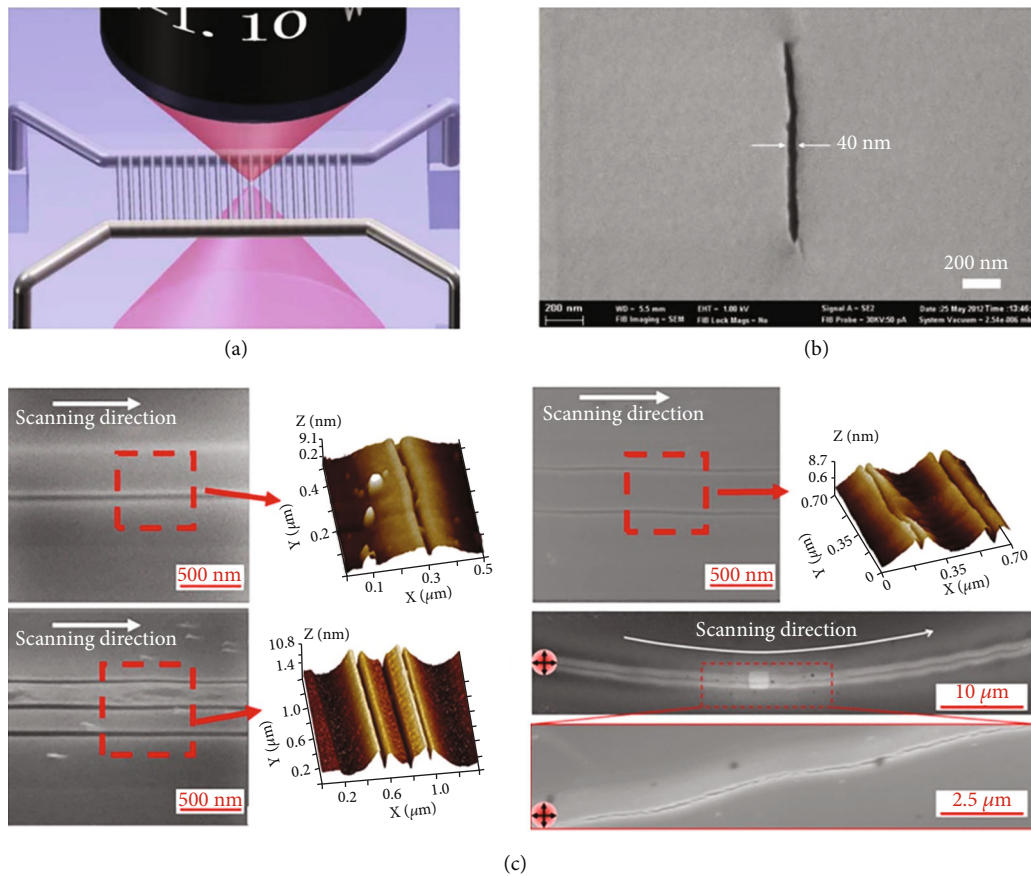 1. 10 W
(a)
40 nm
200 nm
200 nm WD = 5.5 mm EHT = 1.00 kV Signal A = SE2 Date :25 May 2012 Time :13:46:
FIB Imaging = SEM FIB Lock Mags = No FIB Probe = 30KV:50 pA System Vacuum = 2.54e-006 mb
(b)
Scanning direction
500 nm
Z (nm)
9.1
0.2
0.4
0.2
Y (μm)
0.1
0.3
0.5
X (μm)
Scanning direction
500 nm
Z (nm)
8.7
0.6
0.70
0.35
0
Y (μm)
0
0.35
0.70
X (μm)
Scanning direction
500 nm
Z (nm)
10.8
1.4
1.0
0.6
0.2
Y (μm)
0.2
0.6
1.0
X (μm)
Scanning direction
10 μm
2.5 μm
(c)